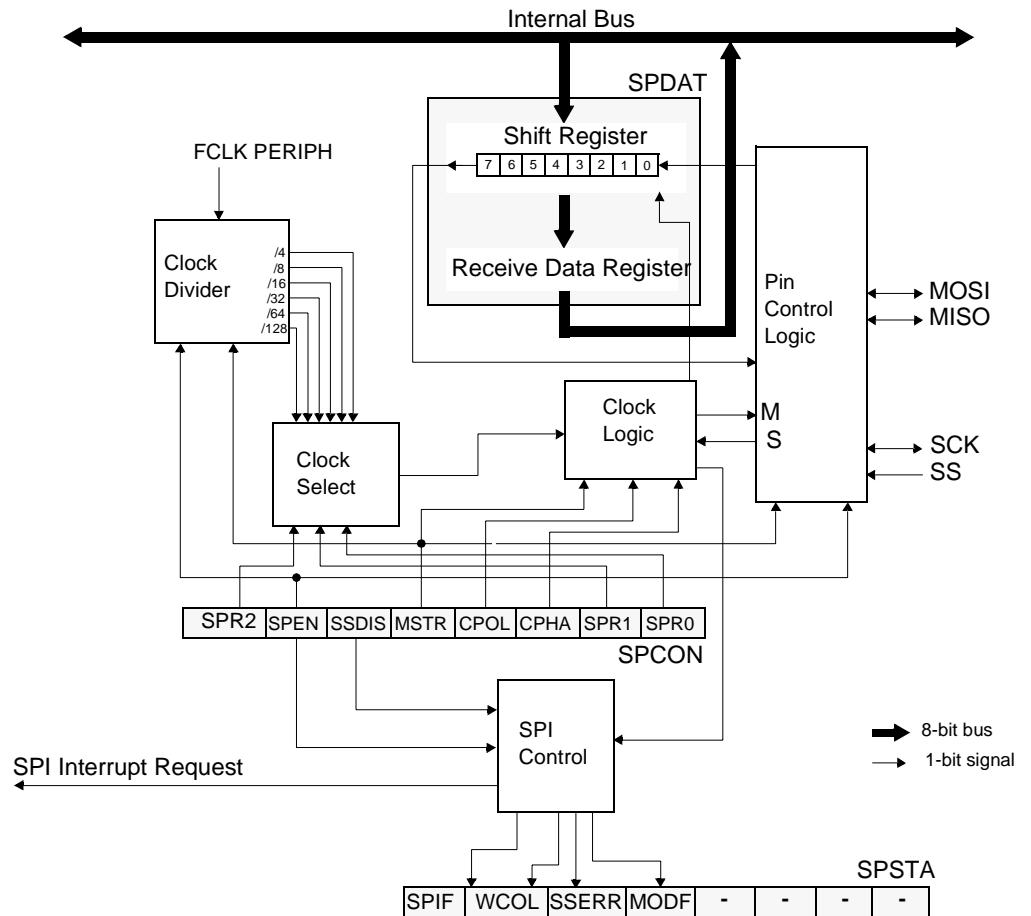 Internal Bus
SPDAT
Shift Register
7 6 5 4 3 2 1 0
FCLK PERIPH
Clock
Divider
/4
/8
/16
/32
/64
/128
Receive Data Register
Pin
Control
Logic
MOSI
MISO
Clock
Logic
M
S
SCK
SS
Clock
Select
SPR2 SPEN SSDIS MSTR CPOL CPHA SPR1 SPR0
SPCON
SPI
Control
8-bit bus
1-bit signal
SPI Interrupt Request
SPSTA
SPIF WCOL SSERR MODF - - - -